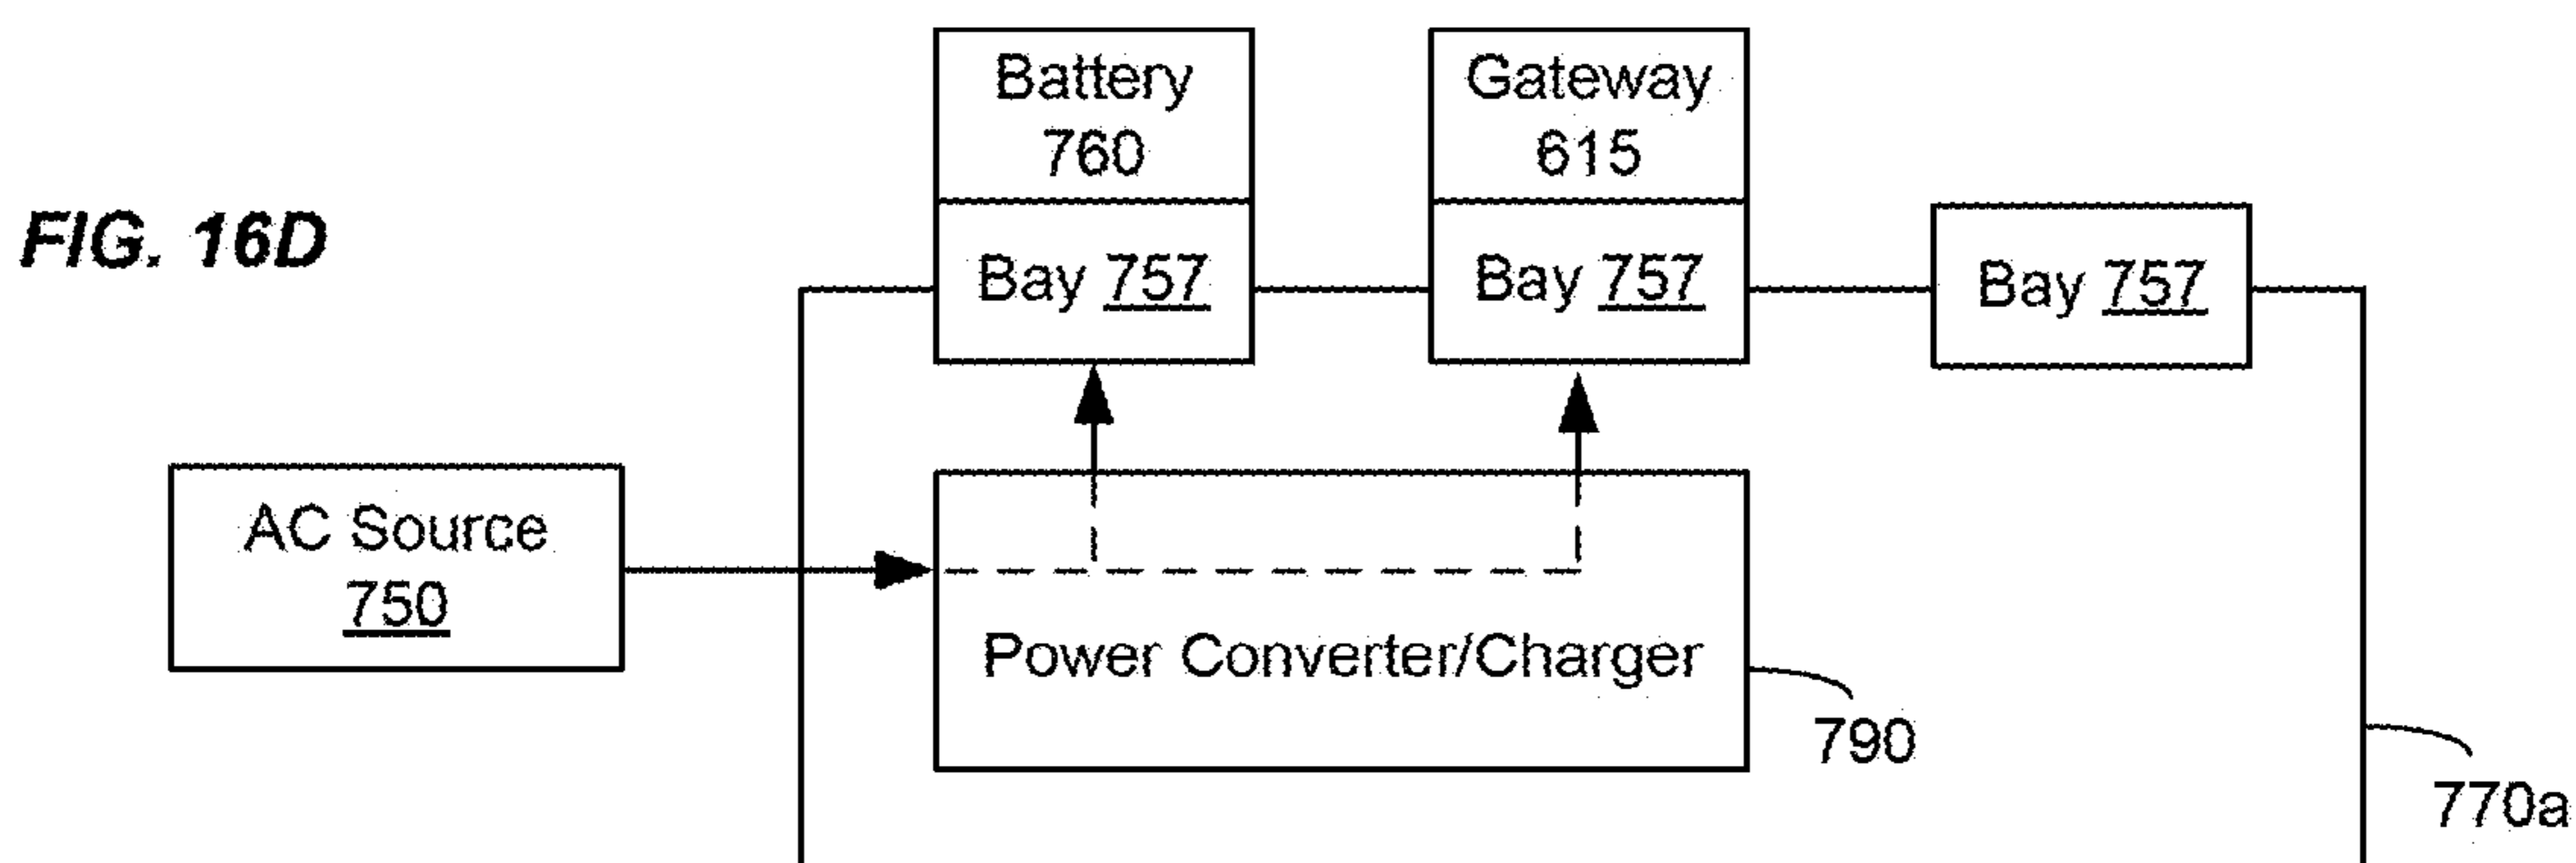 Battery
760
Gateway
615
FIG. 16D
Bay 757
Bay 757
Bay 757
AC Source
750
Power Converter/Charger
790
770a